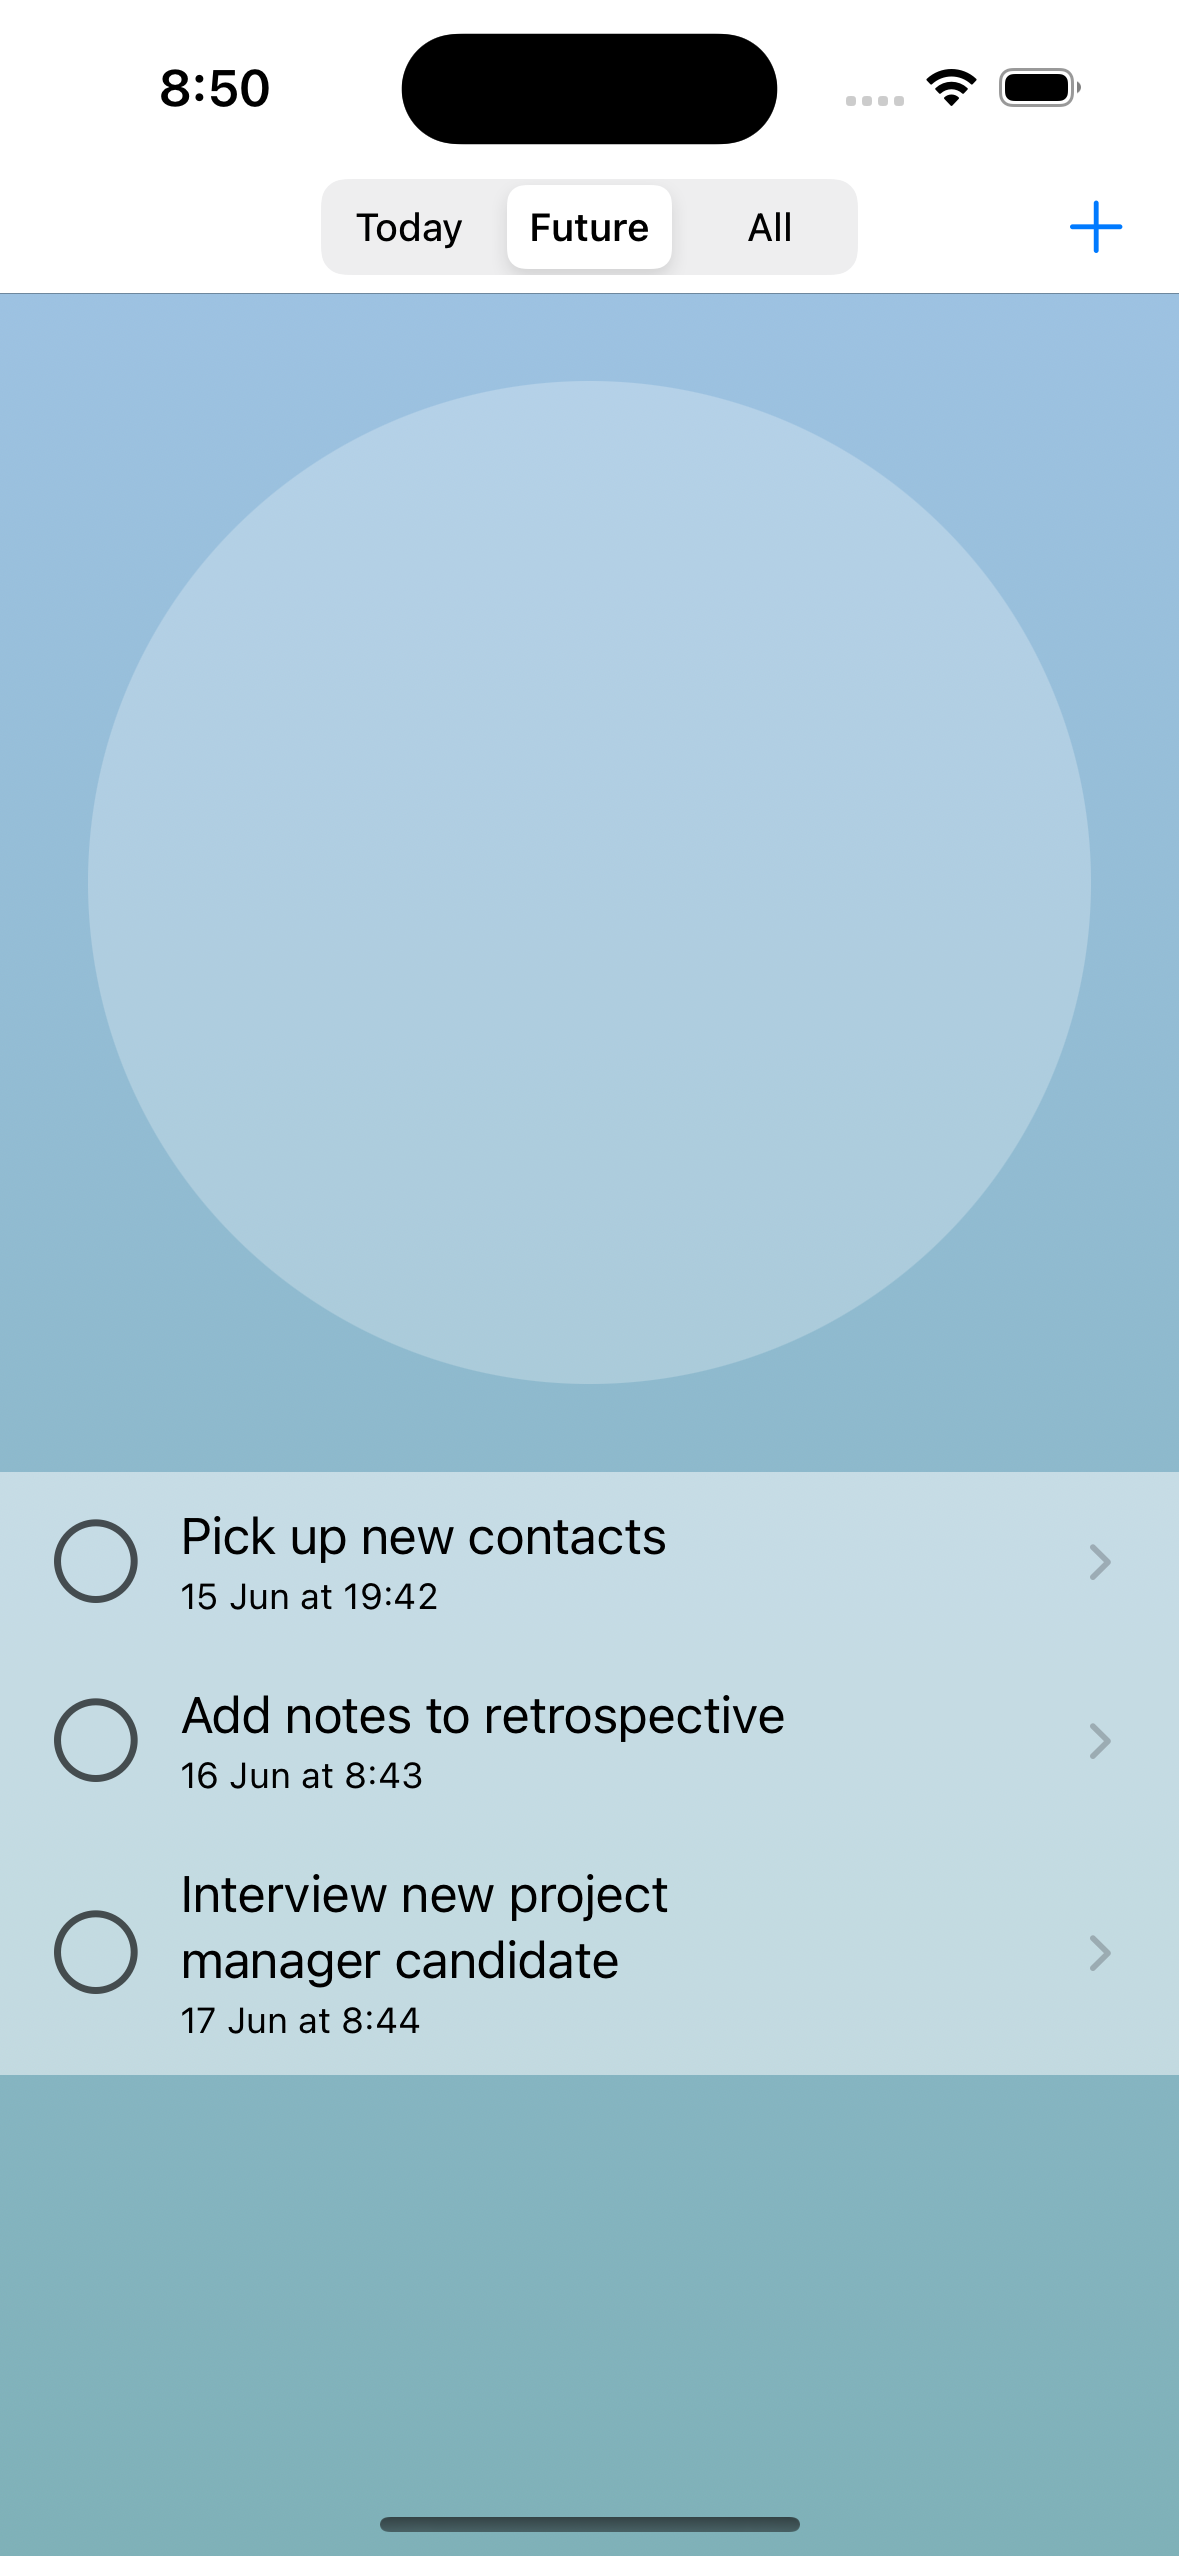 8:50
Today Future All
Pick up new contacts
15 Jun at 19:42
Add notes to retrospective
16 Jun at 8:43
Interview new project
manager candidate
17 Jun at 8:44